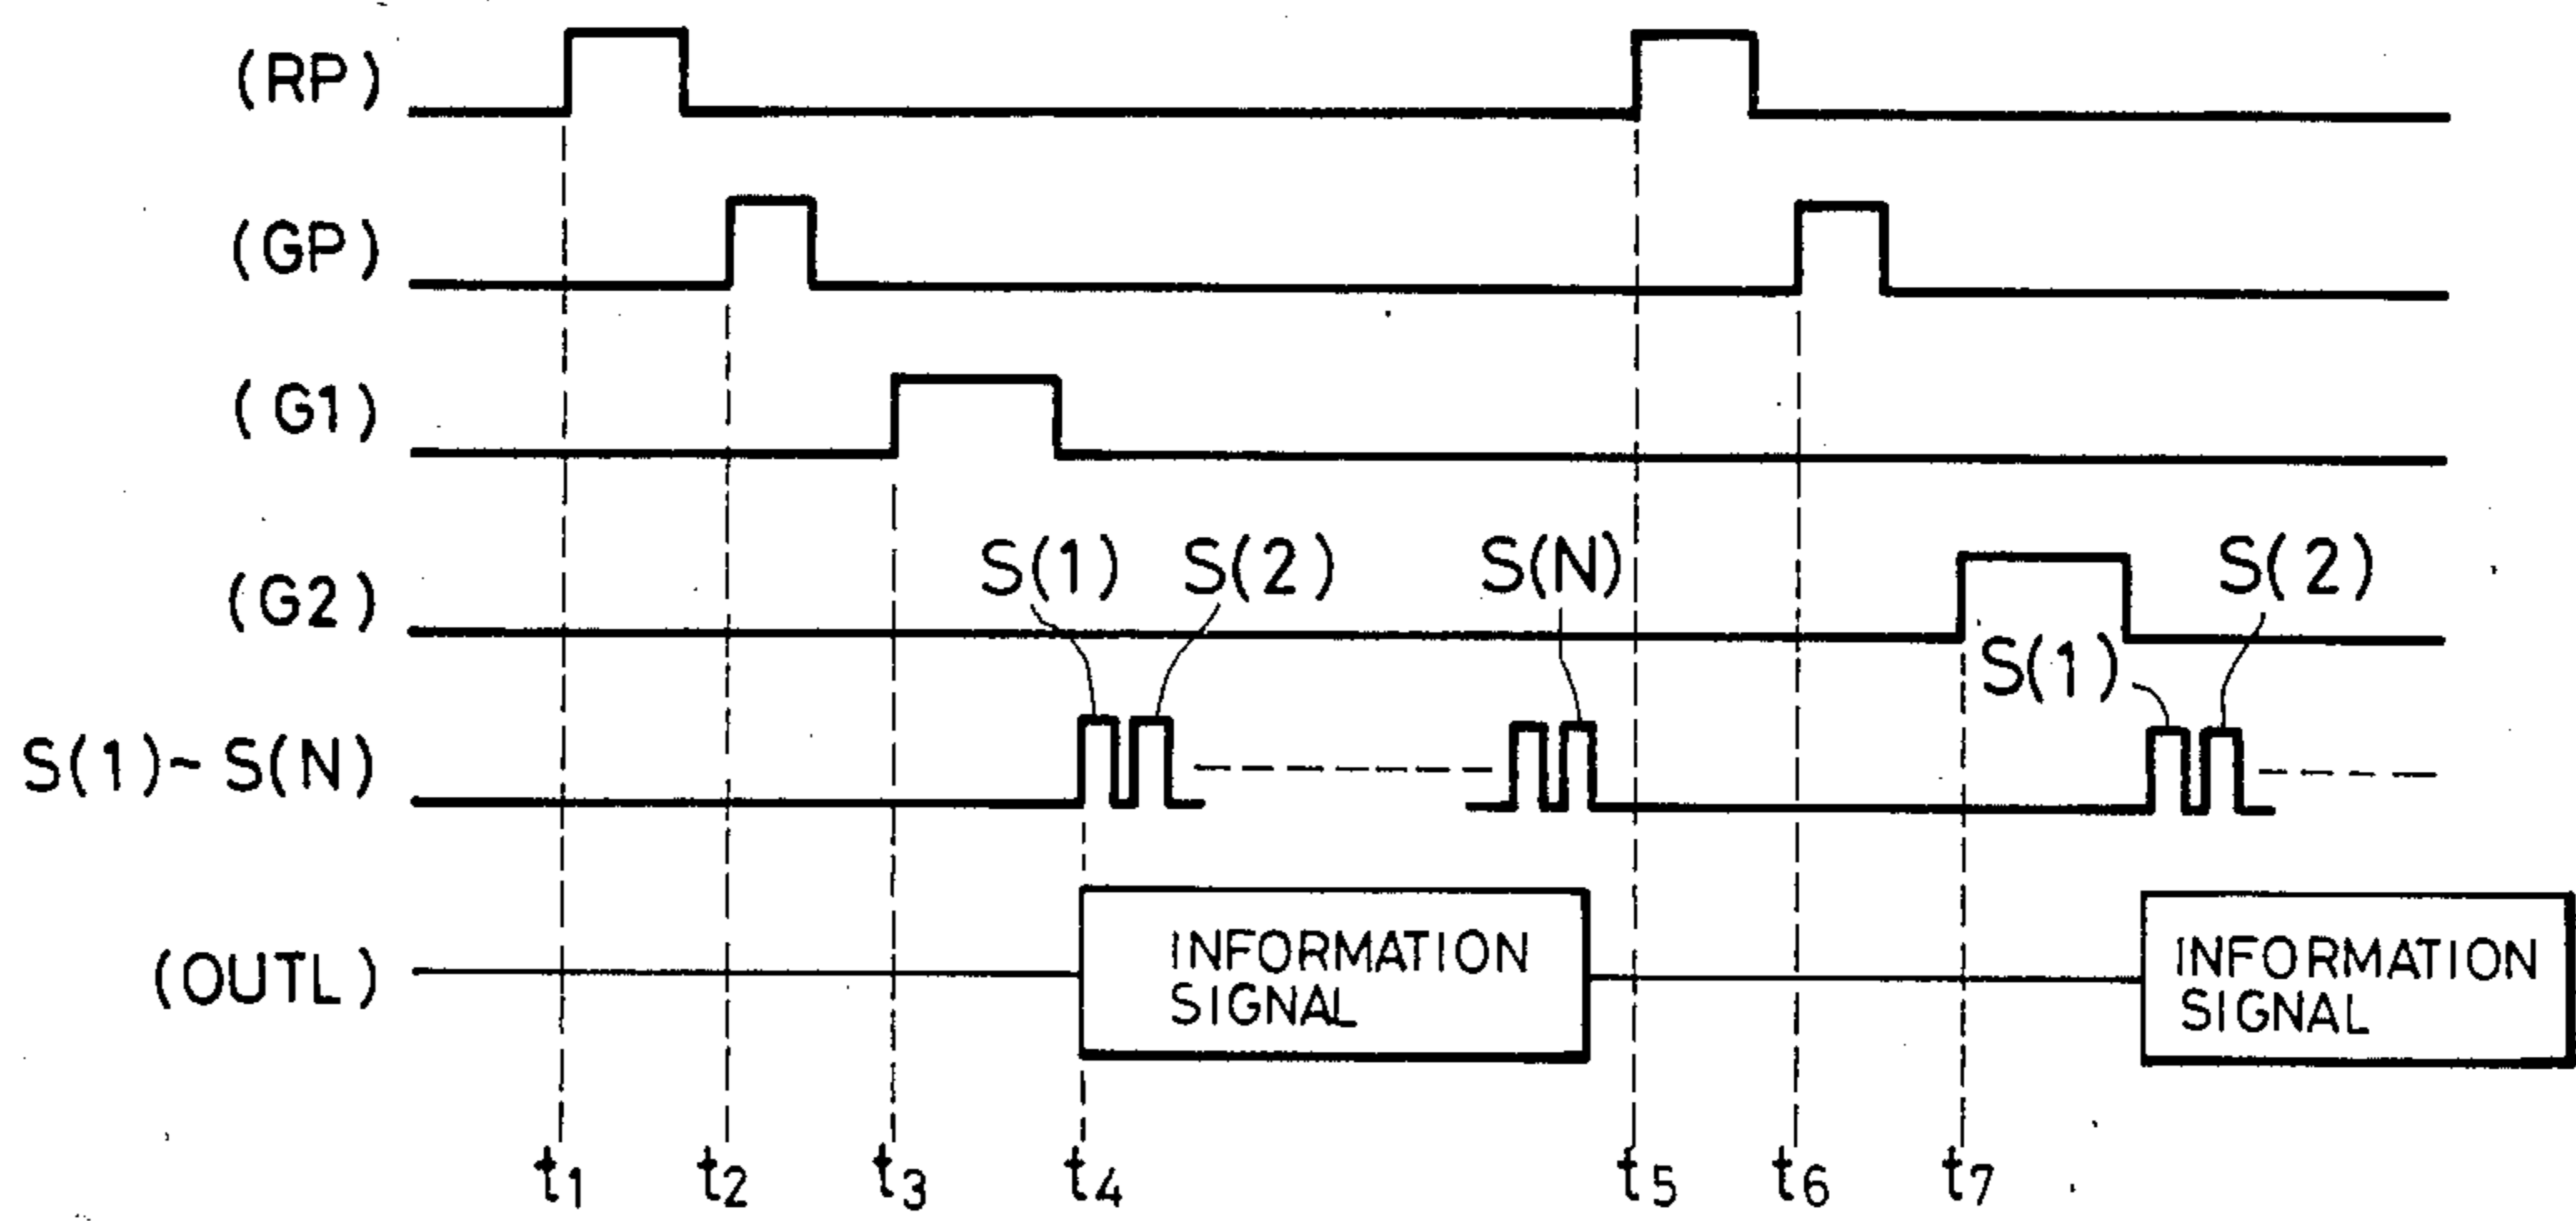 (RP)
(GP)
(G1)
(G2)
S(1) S(2) S(N) S(2)
S(1)
S(1)~S(N)
(OUTL)
INFORMATION
SIGNAL
INFORMATION
SIGNAL
t1 t2 t3 t4 t5 t6 t7